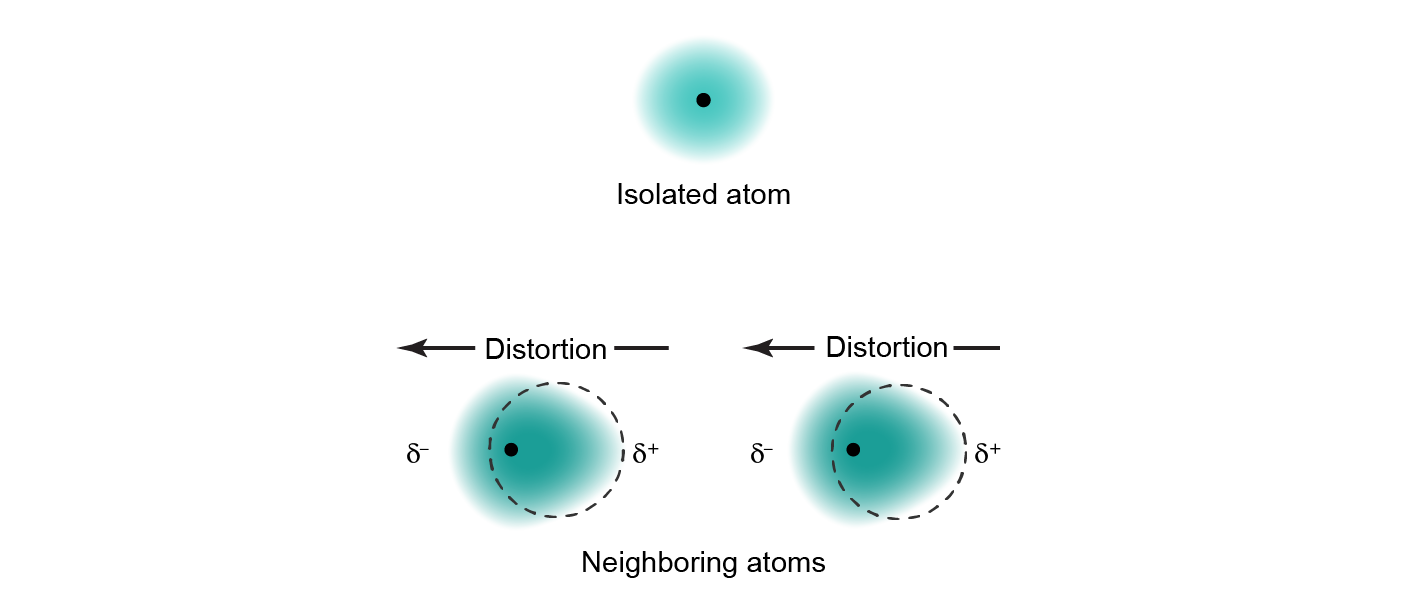 Isolated atom
Distortion Distortion
δ– δ+ δ– δ+
Neighboring atoms